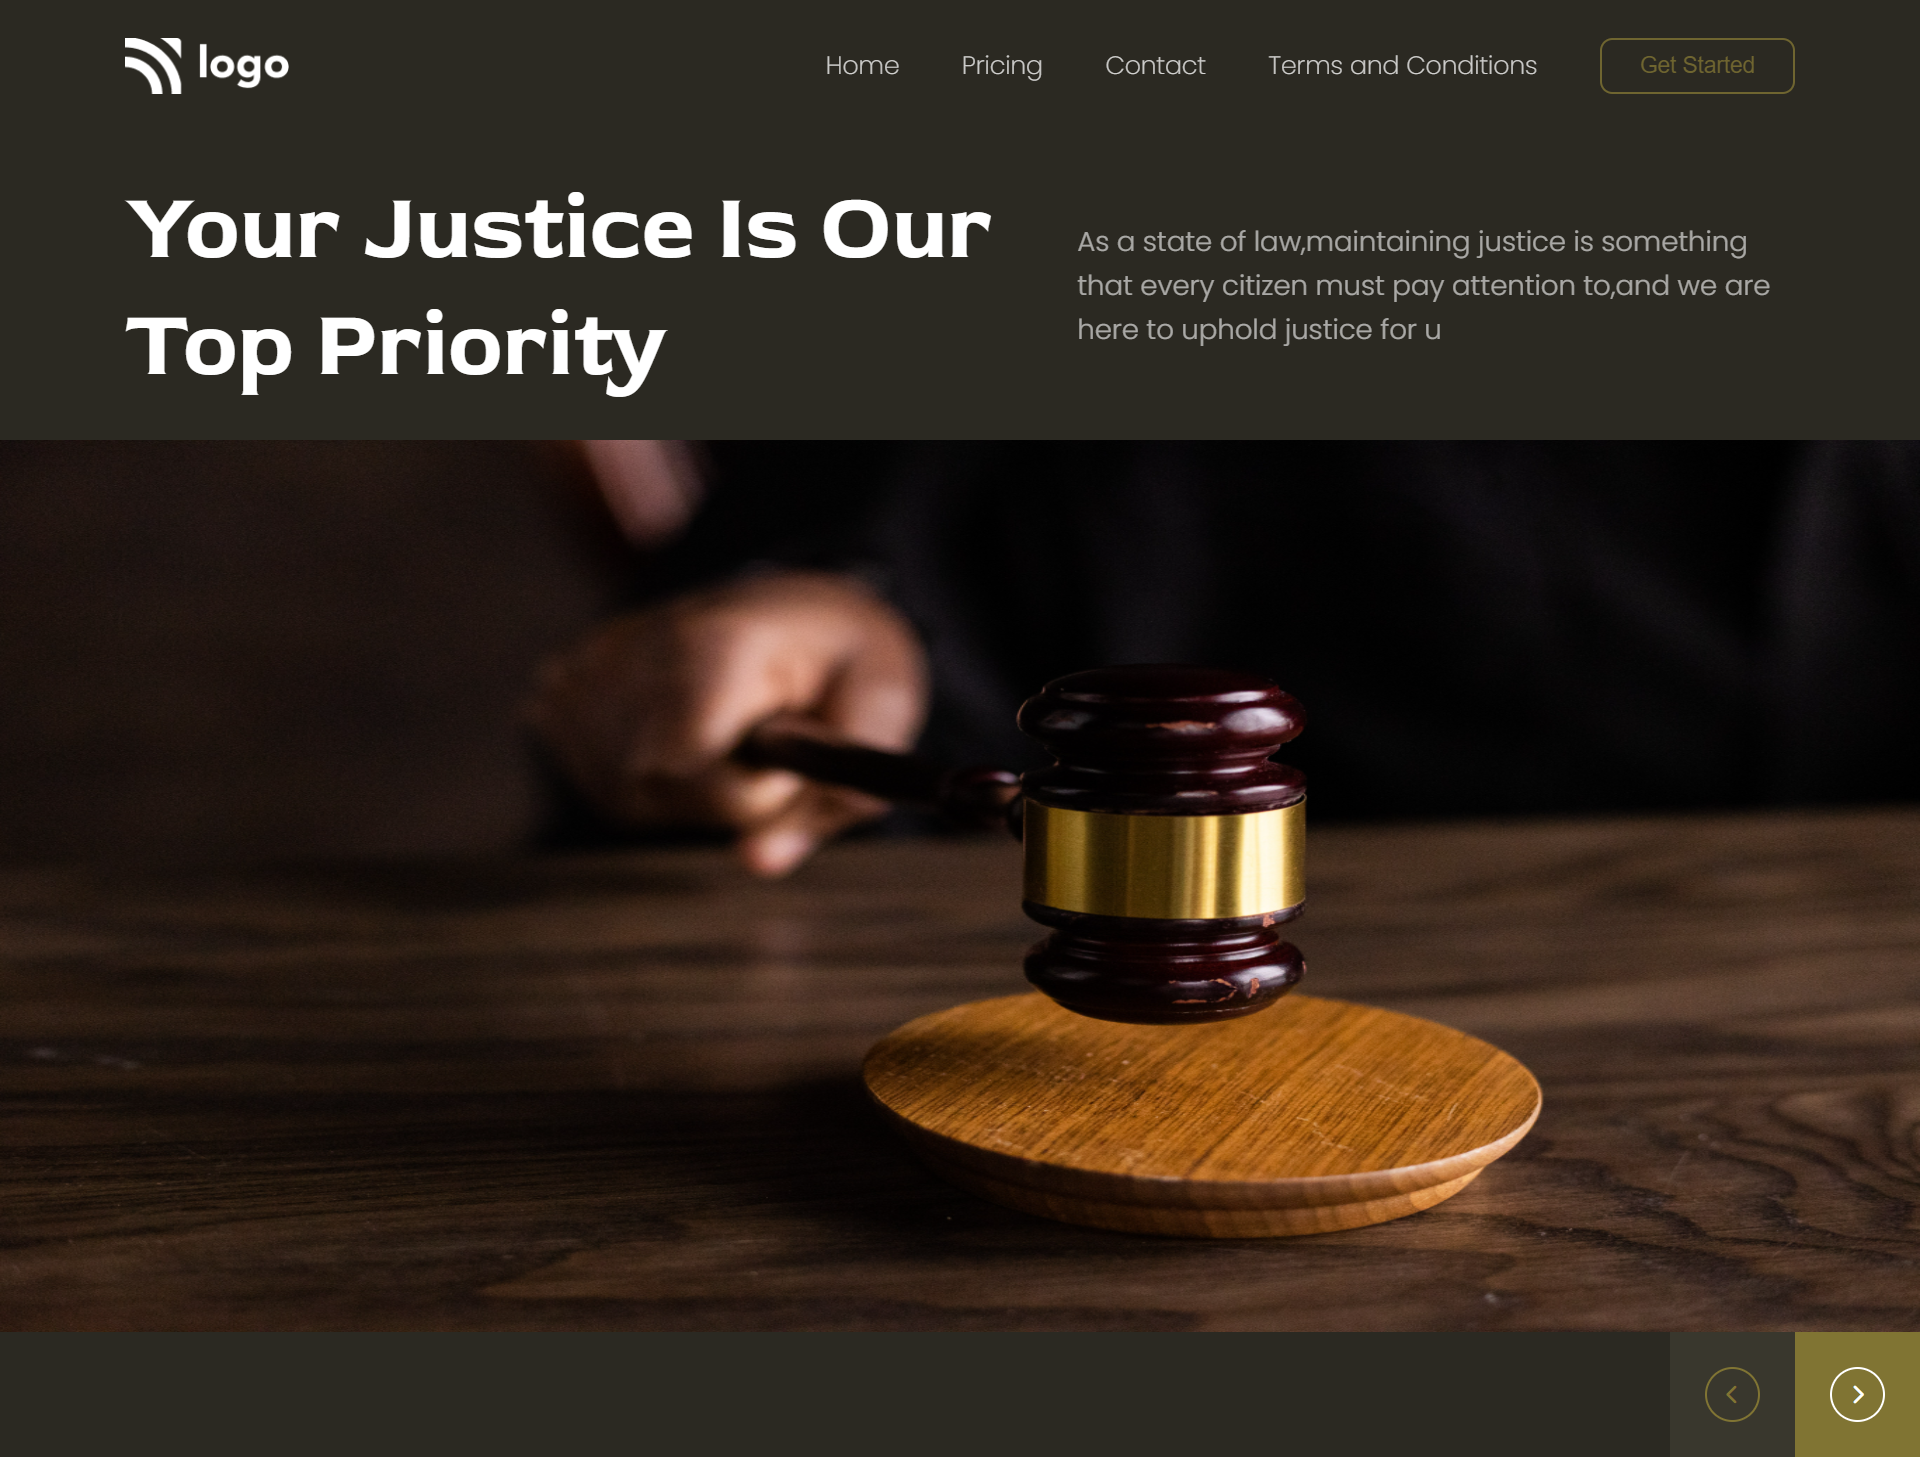 logo
Home
Pricing
Contact
Terms and Conditions
Get Started
Your Justice Is Our
Top Priority
As a state of law,maintaining justice is something
that every citizen must pay attention to,and we are
here to uphold justice for u